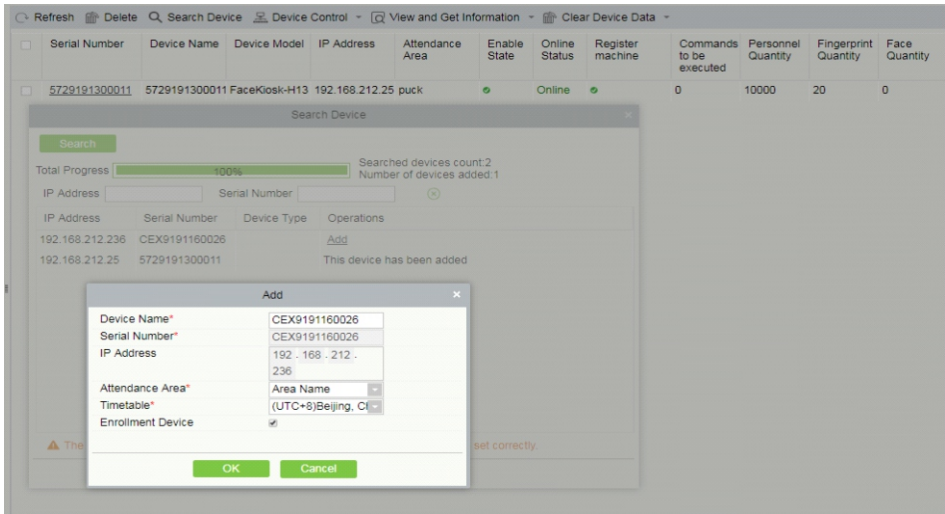 Refresh Delete Search Device Device Control View and Get Information Clear Device Data
Serial Number Device Name Device Model IP Address Attendance Area Enable State Online Status Register machine Commands to be executed Personnel Quantity Fingerprint Quantity Face Quantity
5729191300011 5729191300011 FaceKiosk-H13 192.168.212.25 puck Online 0 10000 20 0
Search Device
Search
Total Progress 100% Searched devices count:2
Number of devices added:1
IP Address Serial Number
IP Address Serial Number Device Type Operations
192.168.212.236 CEX9191160026 Add
192.168.212.25 5729191300011 This device has been added
Add
Device Name* CEX9191160026
Serial Number* CEX9191160026
IP Address 192 . 168 . 212 .
236
Attendance Area* Area Name
Timetable* (UTC+8)Beijing,
Enrollment Device
The set correctly.
OK Cancel